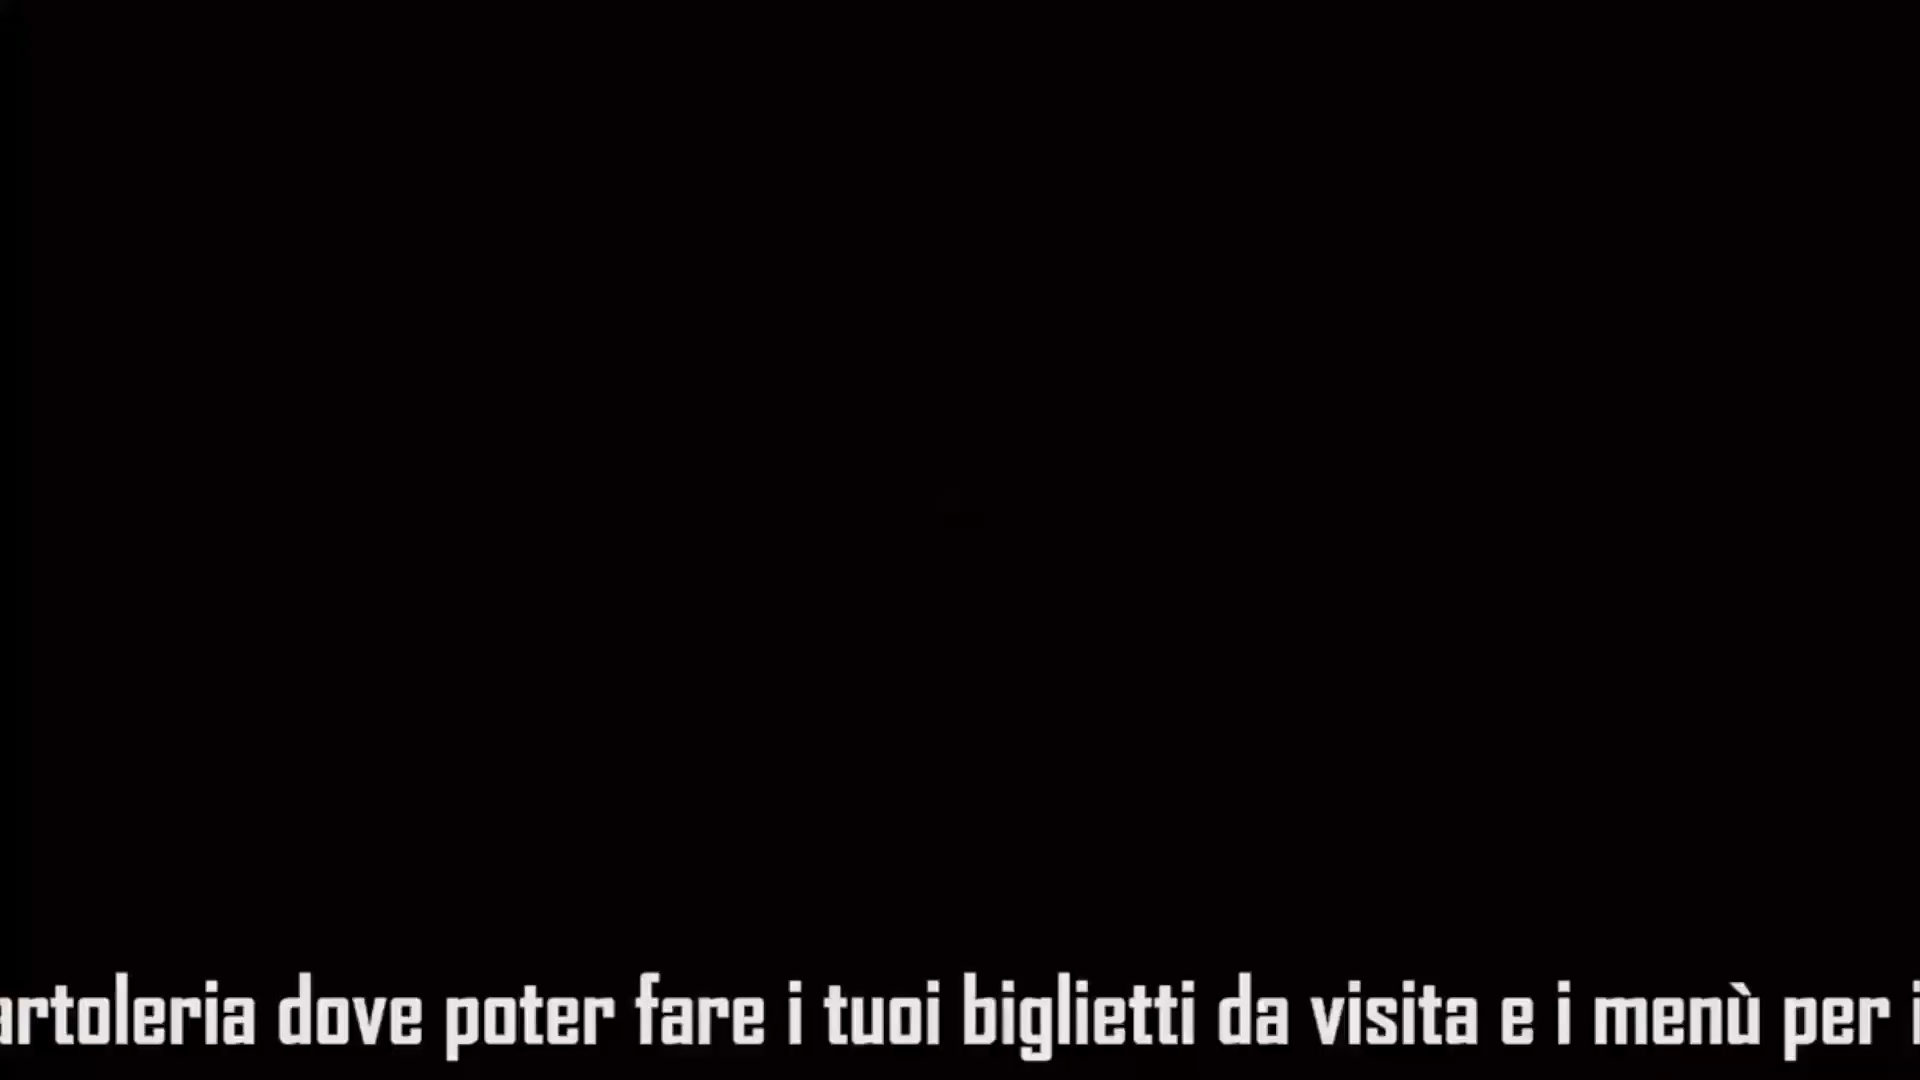 artoleria dove poter fare i tuoi biglietti da visita e i menù per i